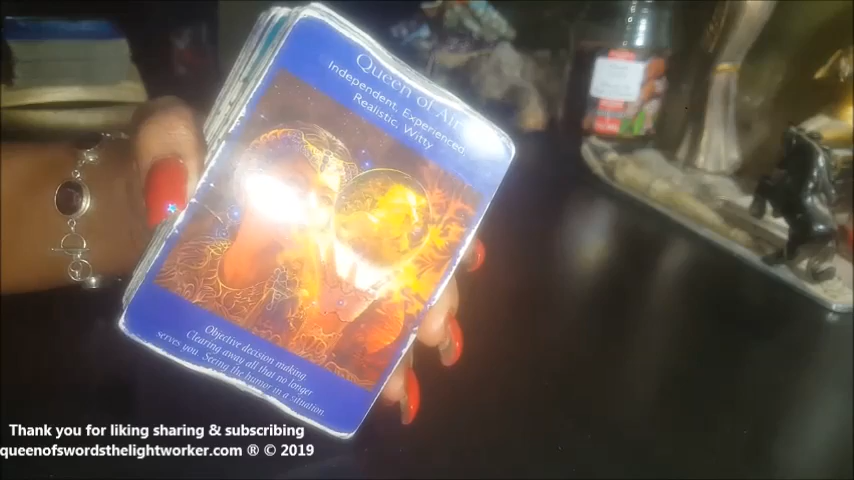 Queen of Air
Independent, Experienced,
Realistic, Witty
Objective decision making.
Clearing away all that no longer
serves you. Seeing the humor in a situation.
Thank you for liking sharing & subscribing
queenofswordsthelightworker.com ® © 2019